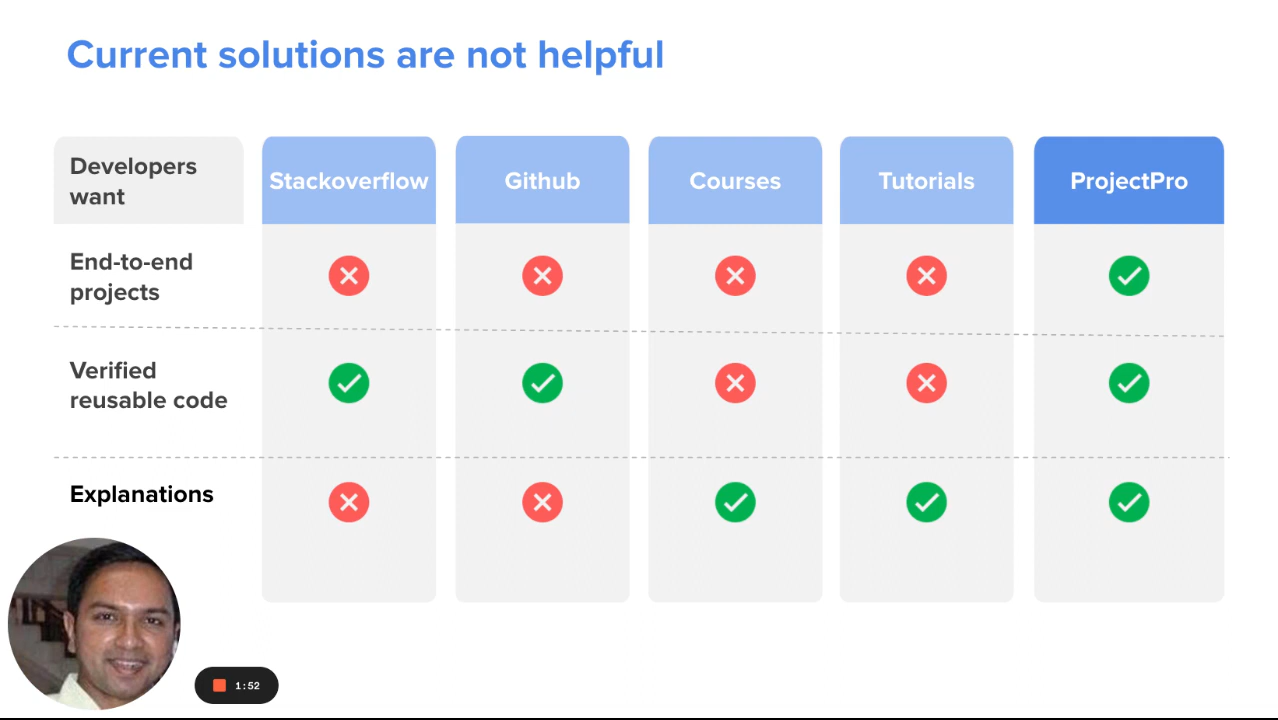 Current solutions are not helpful
Developers
want
Stackoverflow
Github
Courses
Tutorials
ProjectPro
End-to-end
projects
Verified
reusable code
Explanations
1:52